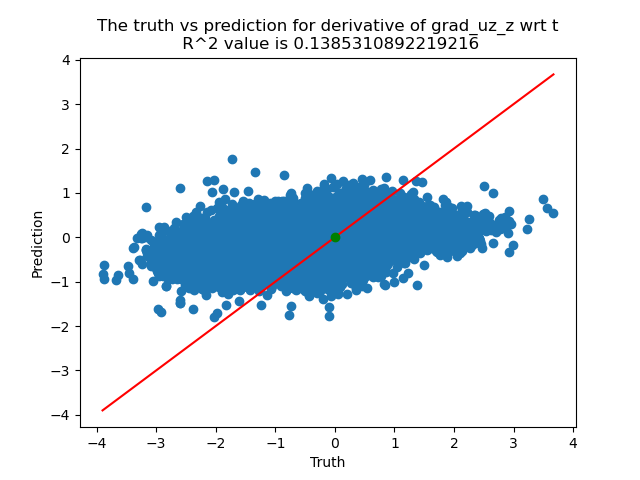 The truth vs prediction for derivative of grad_uz_z wrt t
R^2 value is 0.1385310892219216
4
3
2
1
0
−1
−2
−3
−4
Prediction
−4 −3 −2 −1 0 1 2 3 4
Truth